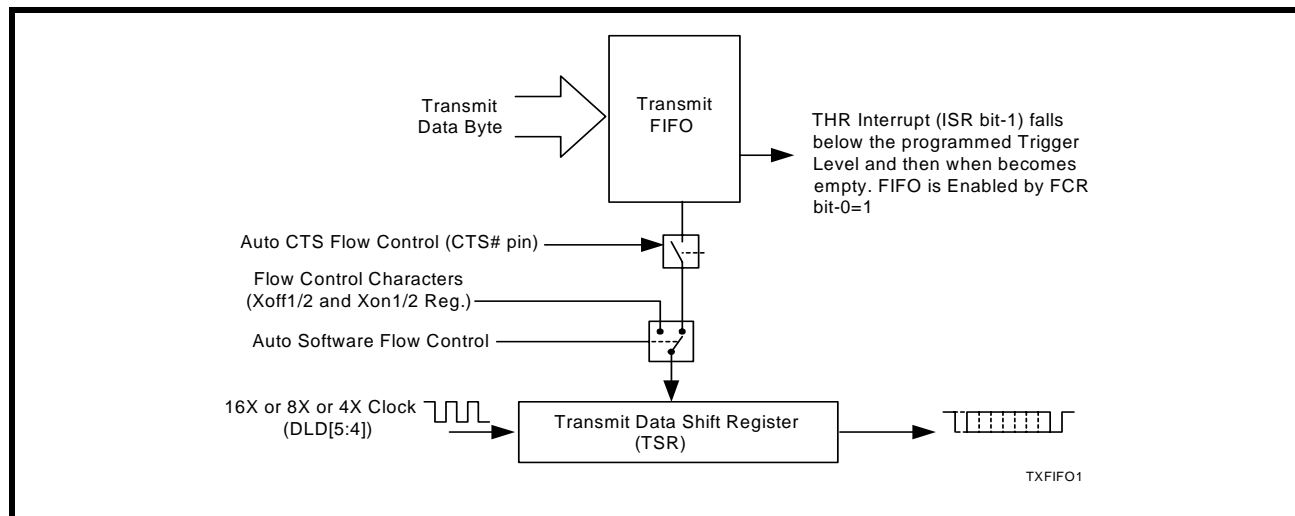 Transmit
Data Byte
Transmit
FIFO
THR Interrupt (ISR bit-1) falls
below the programmed Trigger
Level and then when becomes
empty. FIFO is Enabled by FCR
bit-0=1
Auto CTS Flow Control (CTS# pin)
Flow Control Characters
(Xoff1/2 and Xon1/2 Reg.)
Auto Software Flow Control
16X or 8X or 4X Clock
(DLD[5:4])
Transmit Data Shift Register
(TSR)
TXFIFO1